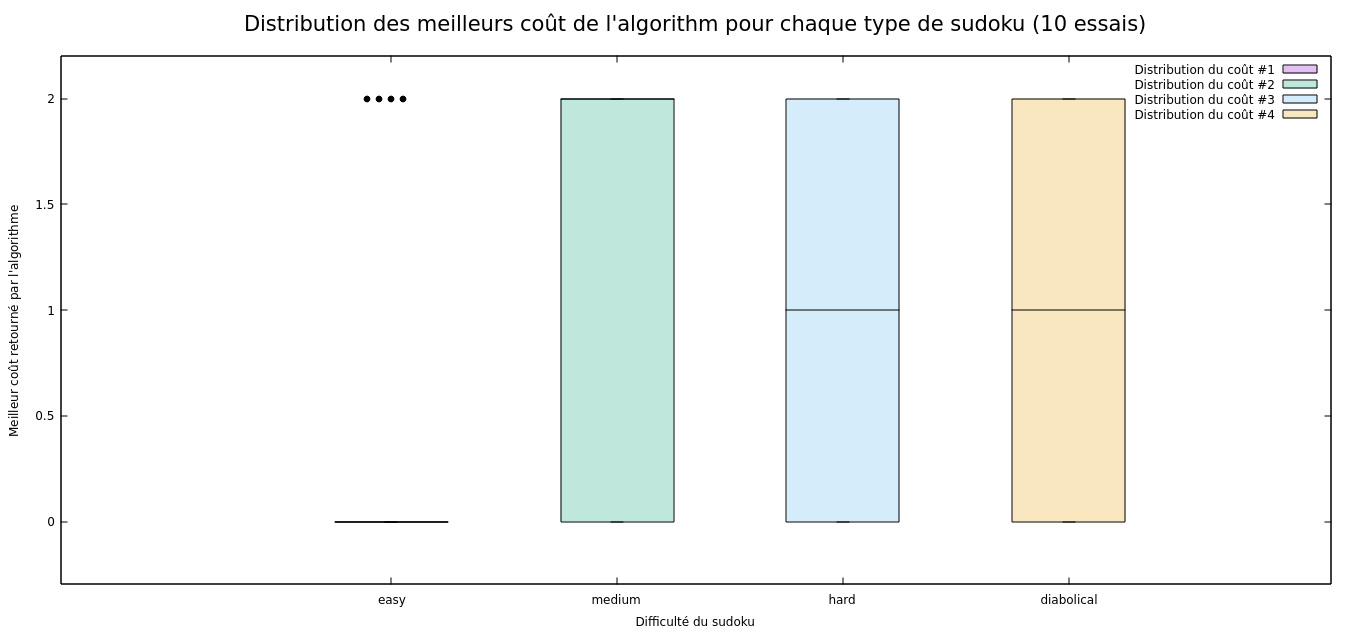 Distribution des meilleurs coût de l'algorithm pour chaque type de sudoku (10 essais)
Distribution du coût #1
Distribution du coût #2
Distribution du coût #3
Distribution du coût #4
2
1.5
1
0.5
0
Meilleur coût retourné par l'algorithme
easy
medium
hard
diabolical
Difficulté du sudoku